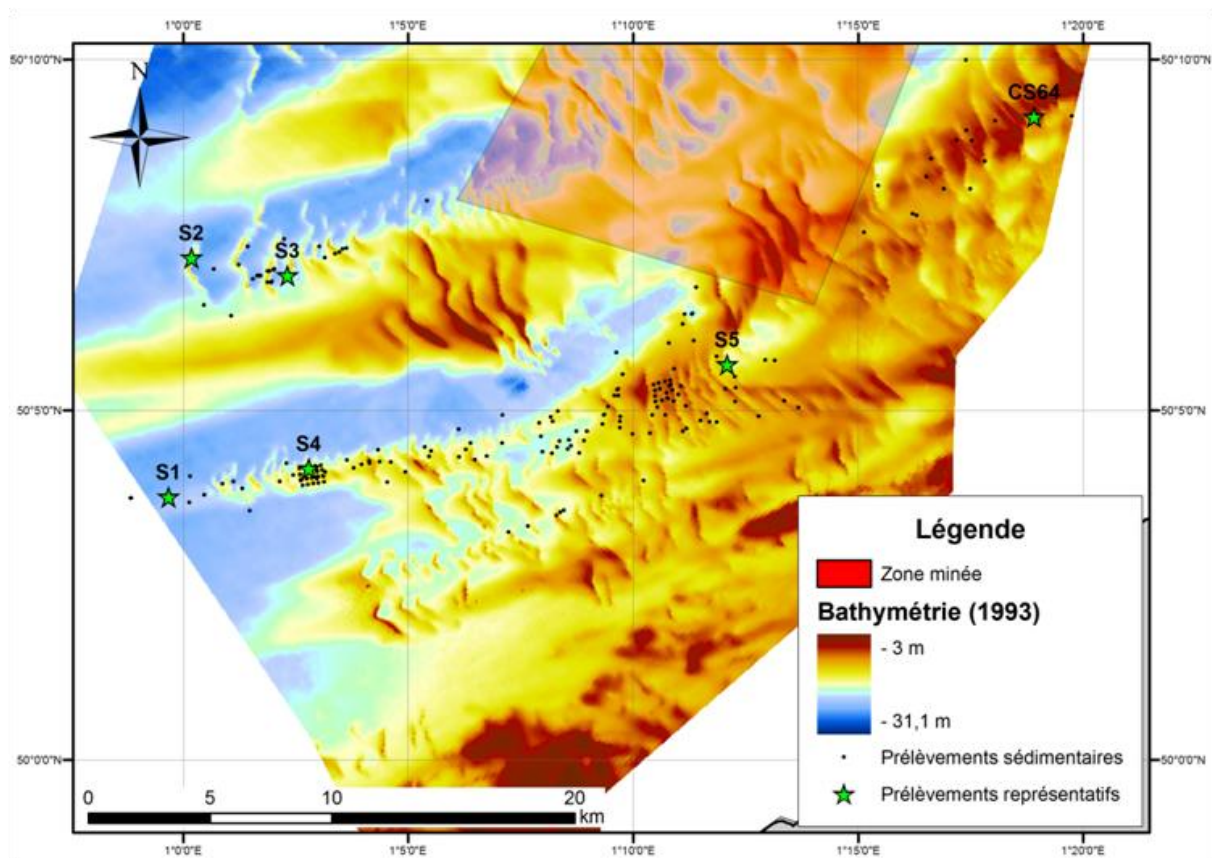 1°0'0"E 1°5'0"E 1°10'0"E 1°15'0"E 1°20'0"E
50°10'0"N 50°10'0"N
N
CS64
S2
S3
S5
50°5'0"N 50°5'0"N
S4
S1
Légende
Zone minée
Bathymétrie (1993)
- 3 m
- 31,1 m
Prélèvements sédimentaires
50°0'0"N 50°0'0"N
Prélèvements représentatifs
0 5 10 20
km
1°0'0"E 1°5'0"E 1°10'0"E 1°15'0"E 1°20'0"E